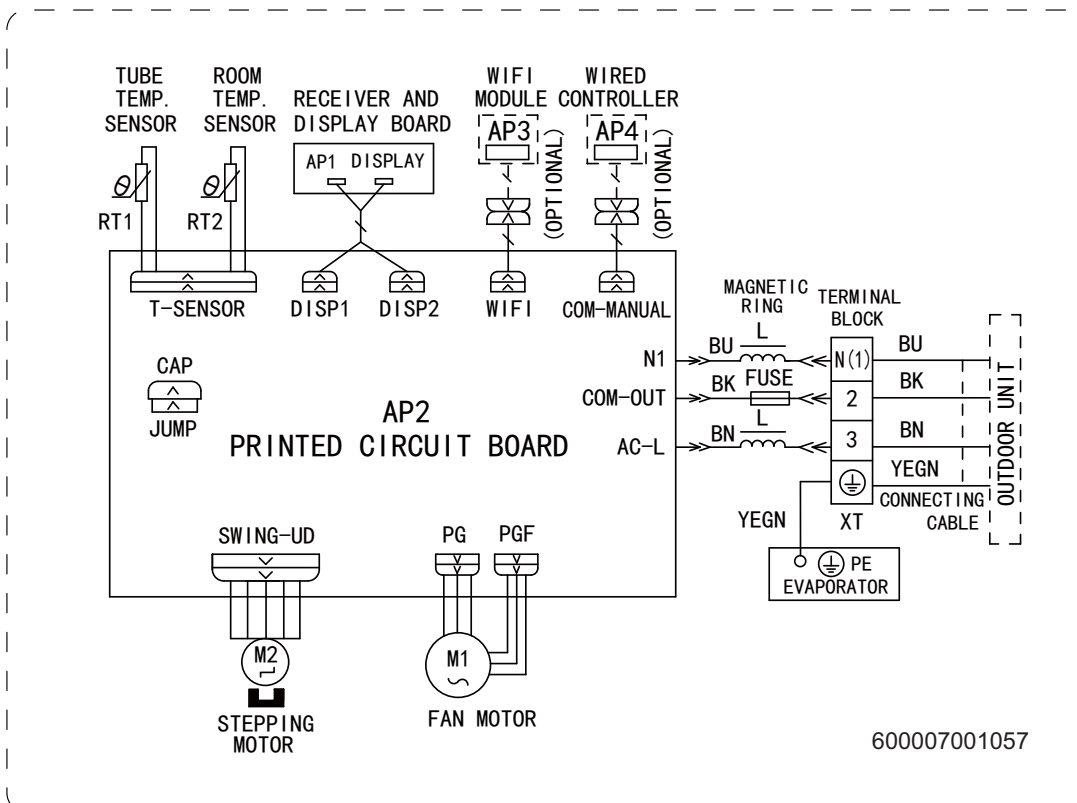 TUBE
TEMP.
SENSOR
ROOM
TEMP.
SENSOR
RECEIVER AND
DISPLAY BOARD
WIFI
MODULE
WIRED
CONTROLLER
AP1 DISPLAY
AP3
(OPTIONAL)
AP4
(OPTIONAL)
θ
RT1
θ
RT2
T-SENSOR
DISP1
DISP2
WIFI
COM-MANUAL
MAGNETIC
RING
TERMINAL
BLOCK
CAP
JUMP
AP2
PRINTED CIRCUIT BOARD
N1
BU
L
N(1)
BU
COM-OUT
BK
FUSE
2
BK
AC-L
BN
L
3
BN
YEGN
CONNECTING
CABLE
OUTDOOR UNIT
YEGN
XT
PE
EVAPORATOR
SWING-UD
PG
PGF
M2
STEPPING
MOTOR
M1
FAN MOTOR
600007001057